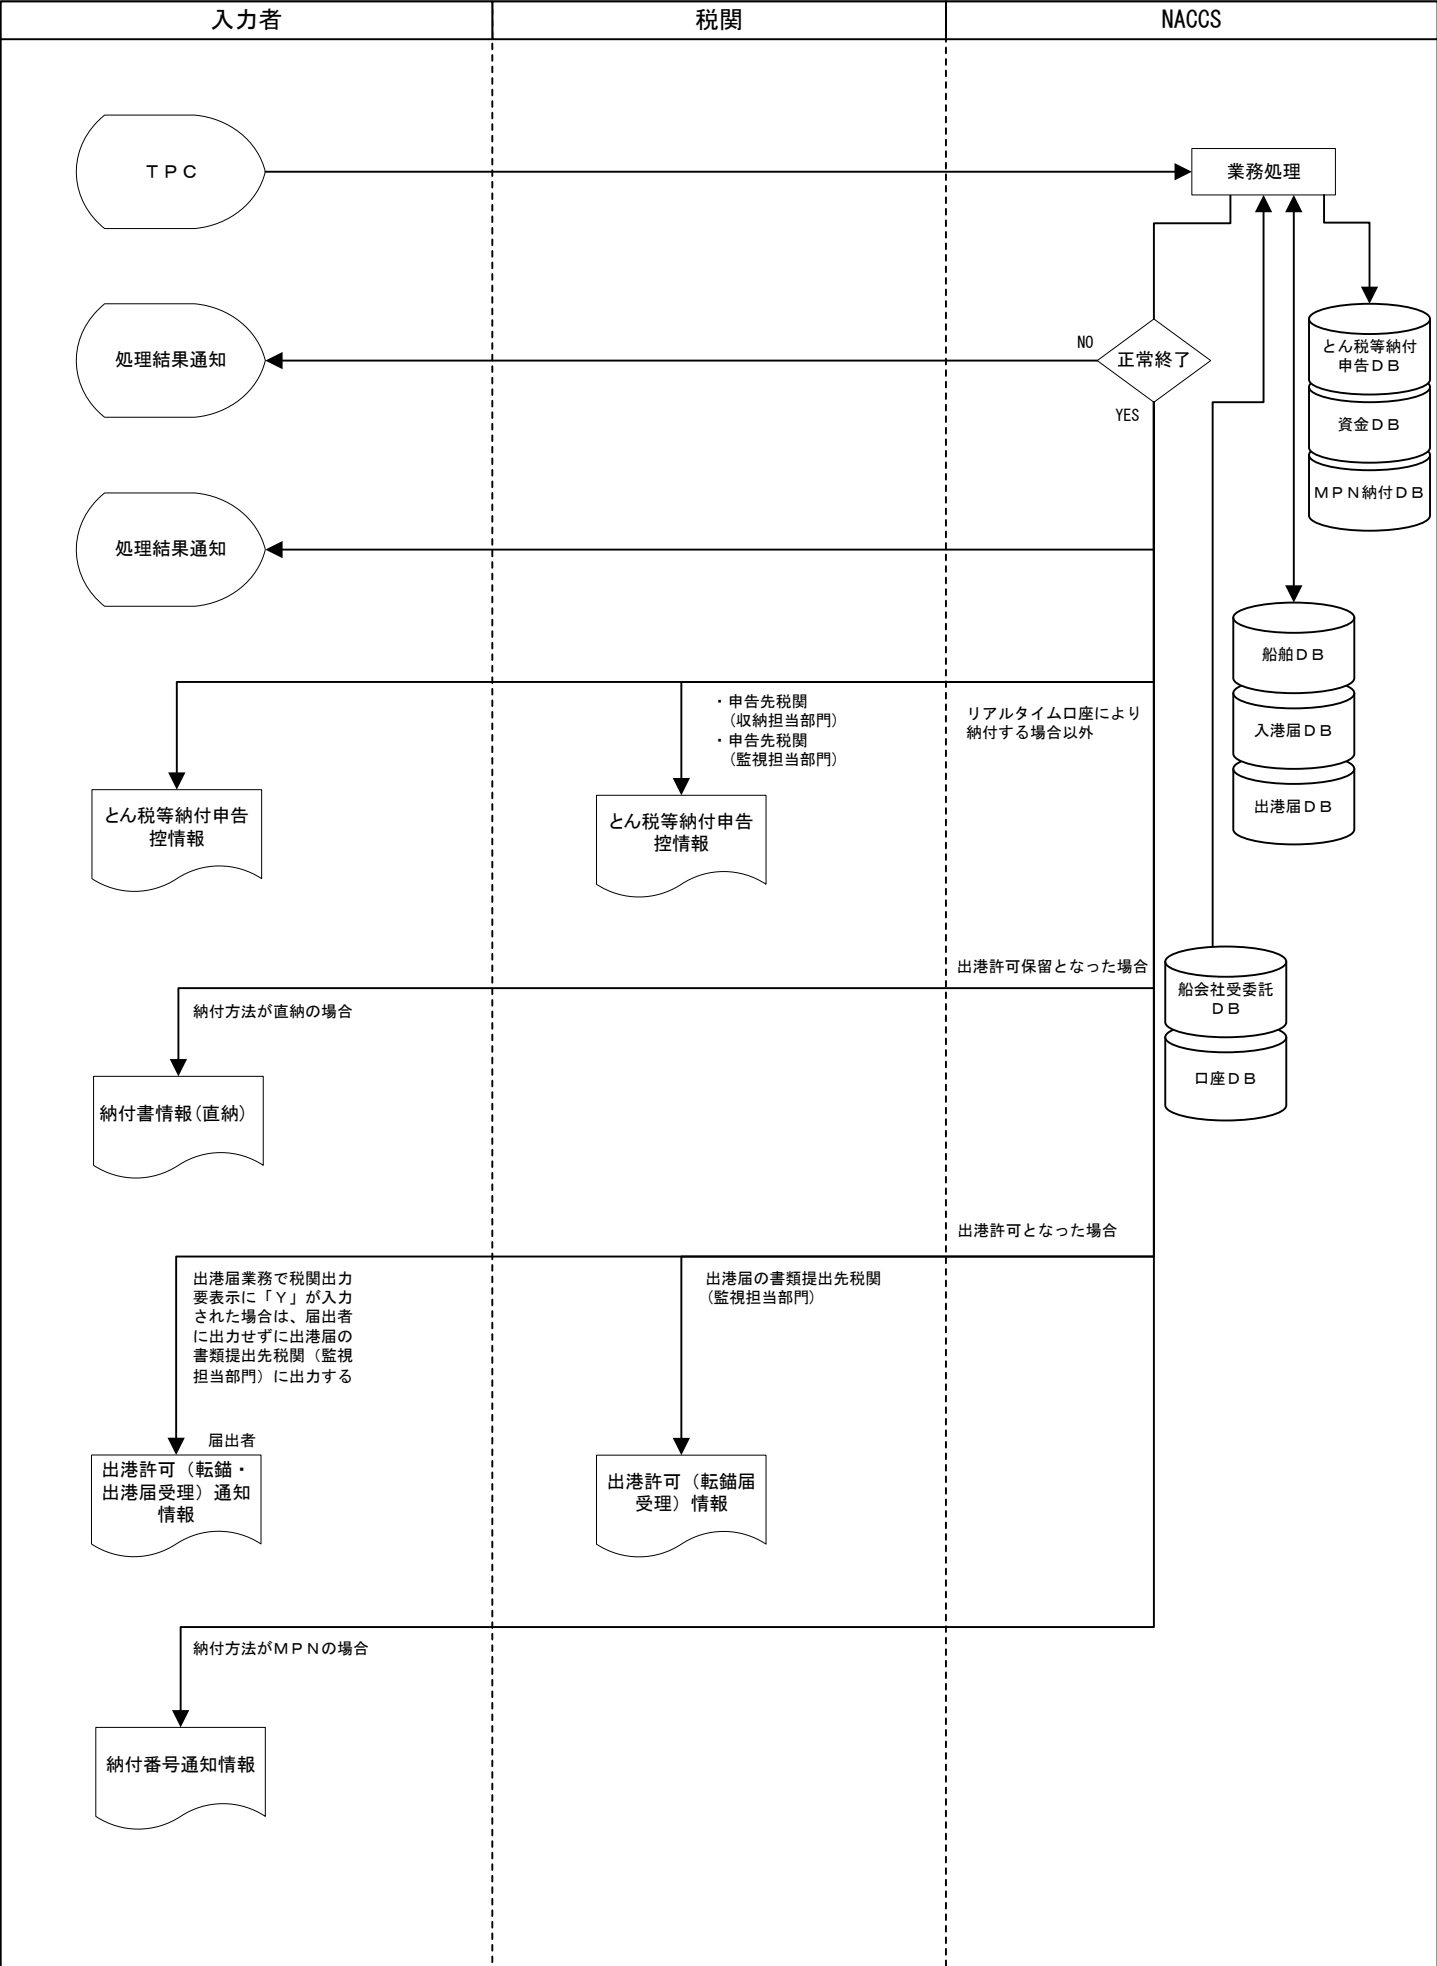 入力者
税関
NACCS
ＴＰＣ
業務処理
処理結果通知
NO
正常終了
YES
とん税等納付
申告ＤＢ
資金ＤＢ
ＭＰＮ納付ＤＢ
処理結果通知
船舶ＤＢ
入港届ＤＢ
出港届ＤＢ
・申告先税関
（収納担当部門）
・申告先税関
（監視担当部門）
リアルタイム口座により
納付する場合以外
とん税等納付申告
控情報
とん税等納付申告
控情報
出港許可保留となった場合
船会社受委託
ＤＢ
口座ＤＢ
納付方法が直納の場合
納付書情報（直納）
出港許可となった場合
出港届業務で税関出力
要表示に「Ｙ」が入力
された場合は、届出者
に出力せずに出港届の
書類提出先税関（監視
担当部門）に出力する
出港届の書類提出先税関
（監視担当部門）
届出者
出港許可（転錨・
出港届受理）通知
情報
出港許可（転錨届
受理）情報
納付方法がＭＰＮの場合
納付番号通知情報